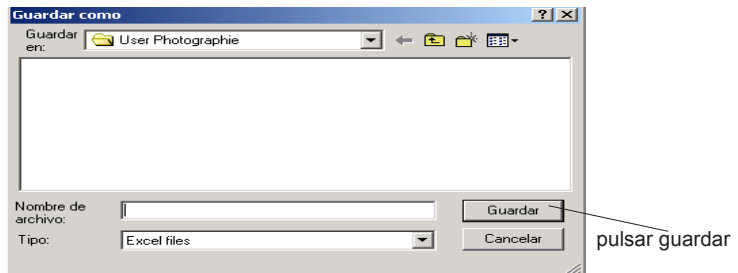 Guardar como
Guardar en:
User Photographie
Nombre de archivo:
Guardar
Tipo:
Excel files
Cancelar
pulsar guardar